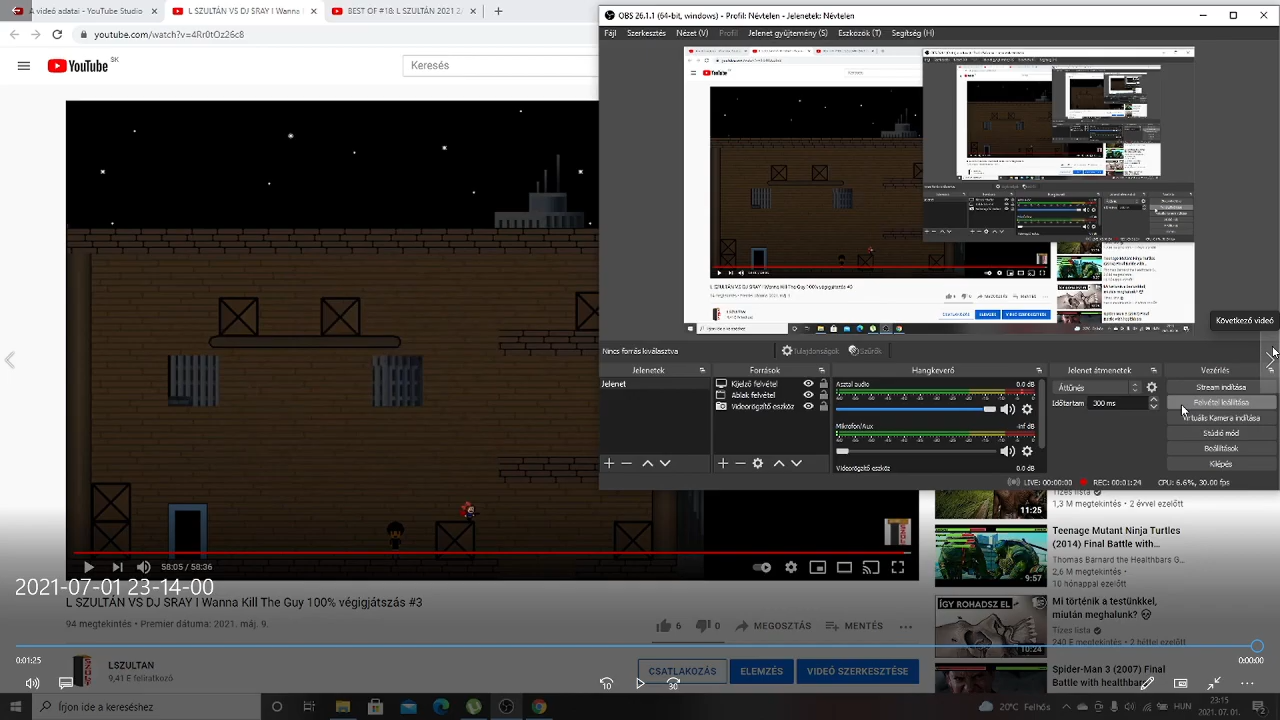 A videó adatai - YouTube Studio
L SZULTÁN VS DJ SRAY I Wanna
BEST OF #18: L SZULTÁN 2021 2.
youtube.com/watch?v=4Rr0tOz26c8
YouTube
Keresés
OBS 26.1.1 (64-bit, windows) - Profil: Névtelen - Jelenetek: Névtelen
Fájl
Szerkesztés
Nézet (V)
Profil
Jelenet gyűjtemény (S)
Eszközök (T)
Segítség (H)
Következő videó
Nincs forrás kiválasztva
Tulajdonságok
Szűrők
Jelenetek
Források
Hangkeverő
Jelenet átmenetek
Vezérlés
Jelenet
Kijelző felvétel
Ablak felvétel
Videorögzítő eszköz
Asztal audio
0.0 dB
Mikrofon/Aux
-inf dB
Videorögzítő eszköz
0.0 dB
Áttűnés
Időtartam
300 ms
Stream indítása
Felvétel leállítása
Virtuális Kamera indítása
Stúdió mód
Beállítások
Kilépés
LIVE: 00:00:00
REC: 00:01:24
CPU: 6.6%, 30.00 fps
58:05 / 58:36
2021-07-01 23-14-00
L SZULTÁN VS DJ SRAY I Wanna Kill The Guy 100% végigjátszás #3
94 megtekintés • Premier dátuma: 2021. máj. 9.
6
0
MEGOSZTÁS
MENTÉS
Tízes lista
1,3 M megtekintés • 2 évvel ezelőtt
11:25
Teenage Mutant Ninja Turtles
(2014) Final Battle with...
Thomas Barnard the Healthbars G...
2,6 M megtekintés •
10 hónappal ezelőtt
9:57
ÍGY ROHADSZ EL
Mi történik a testünkkel,
miután meghalunk?
Tízes lista
240 E megtekintés • 2 héttel ezelőtt
10:24
Spider-Man 3 (2007) Final
Battle with healthbars
0:01:25
0:00:00
LSZULTAN
CSATLAKOZÁS
ELEMZÉS
VIDEÓ SZERKESZTÉSE
10
30
Írjon ide a kereséshez
20°C Felhős
HUN
23:15
2021. 07. 01.
2